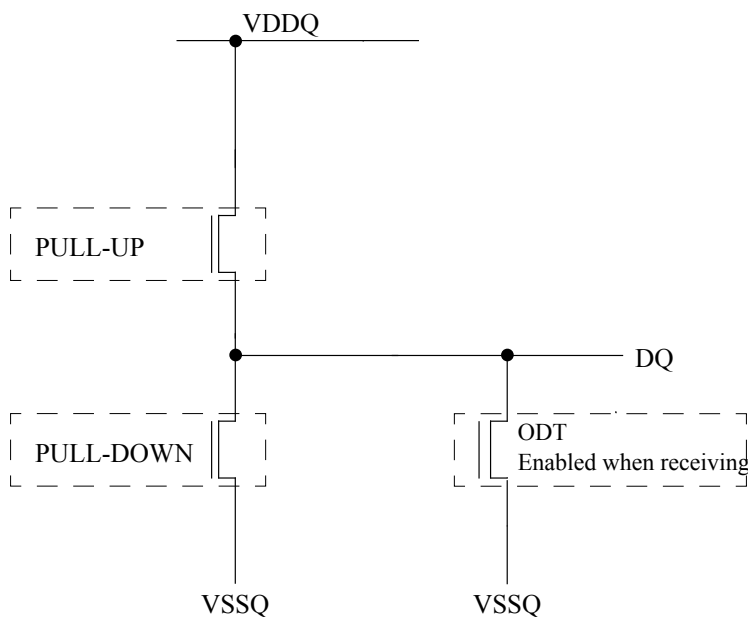 VDDQ
PULL-UP
DQ
PULL-DOWN
ODT
Enabled when receiving
VSSQ
VSSQ